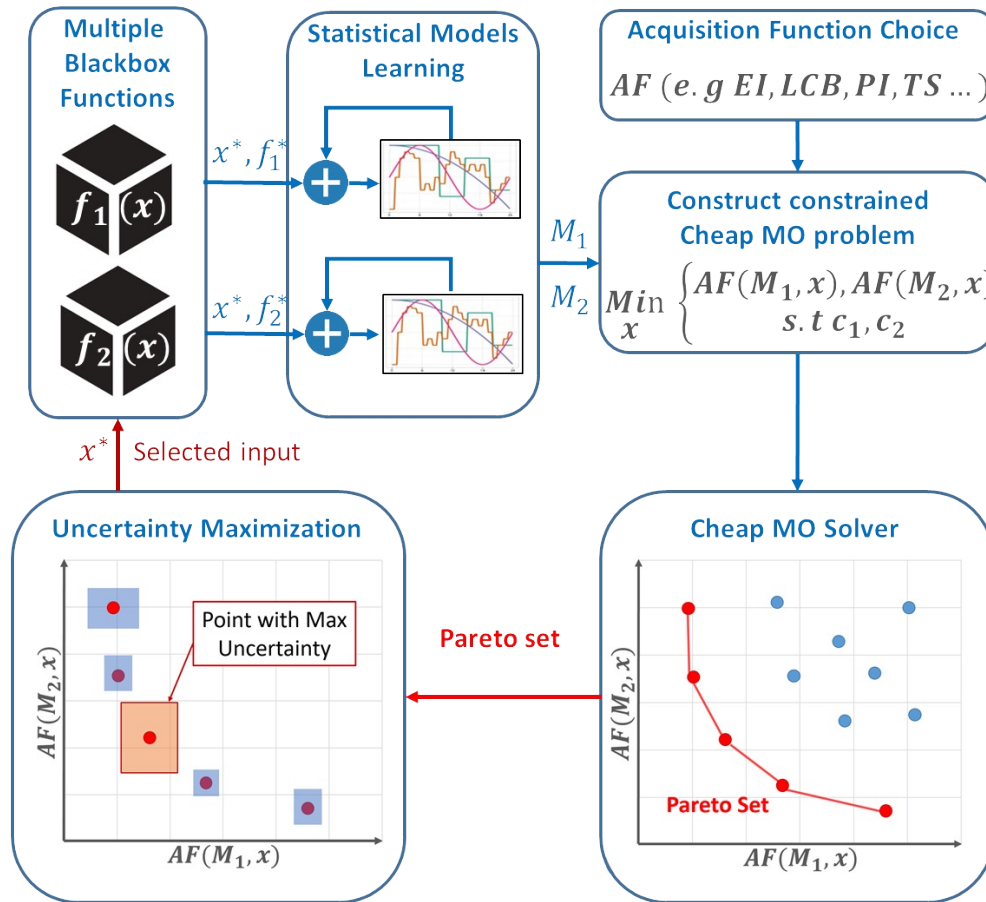 Multiple
Blackbox
Functions
f₁(x)
f₂(x)
Statistical Models
Learning
x*, f₁*
x*, f₂*
Acquisition Function Choice
AF (e.g EI, LCB, PI, TS ...)
M₁
M₂
Construct constrained
Cheap MO problem
Min x { AF(M₁, x), AF(M₂, x)
s.t c₁, c₂
x* Selected input
Uncertainty Maximization
Point with Max
Uncertainty
AF(M₂, x)
AF(M₁, x)
Pareto set
Cheap MO Solver
AF(M₂, x)
Pareto Set
AF(M₁, x)